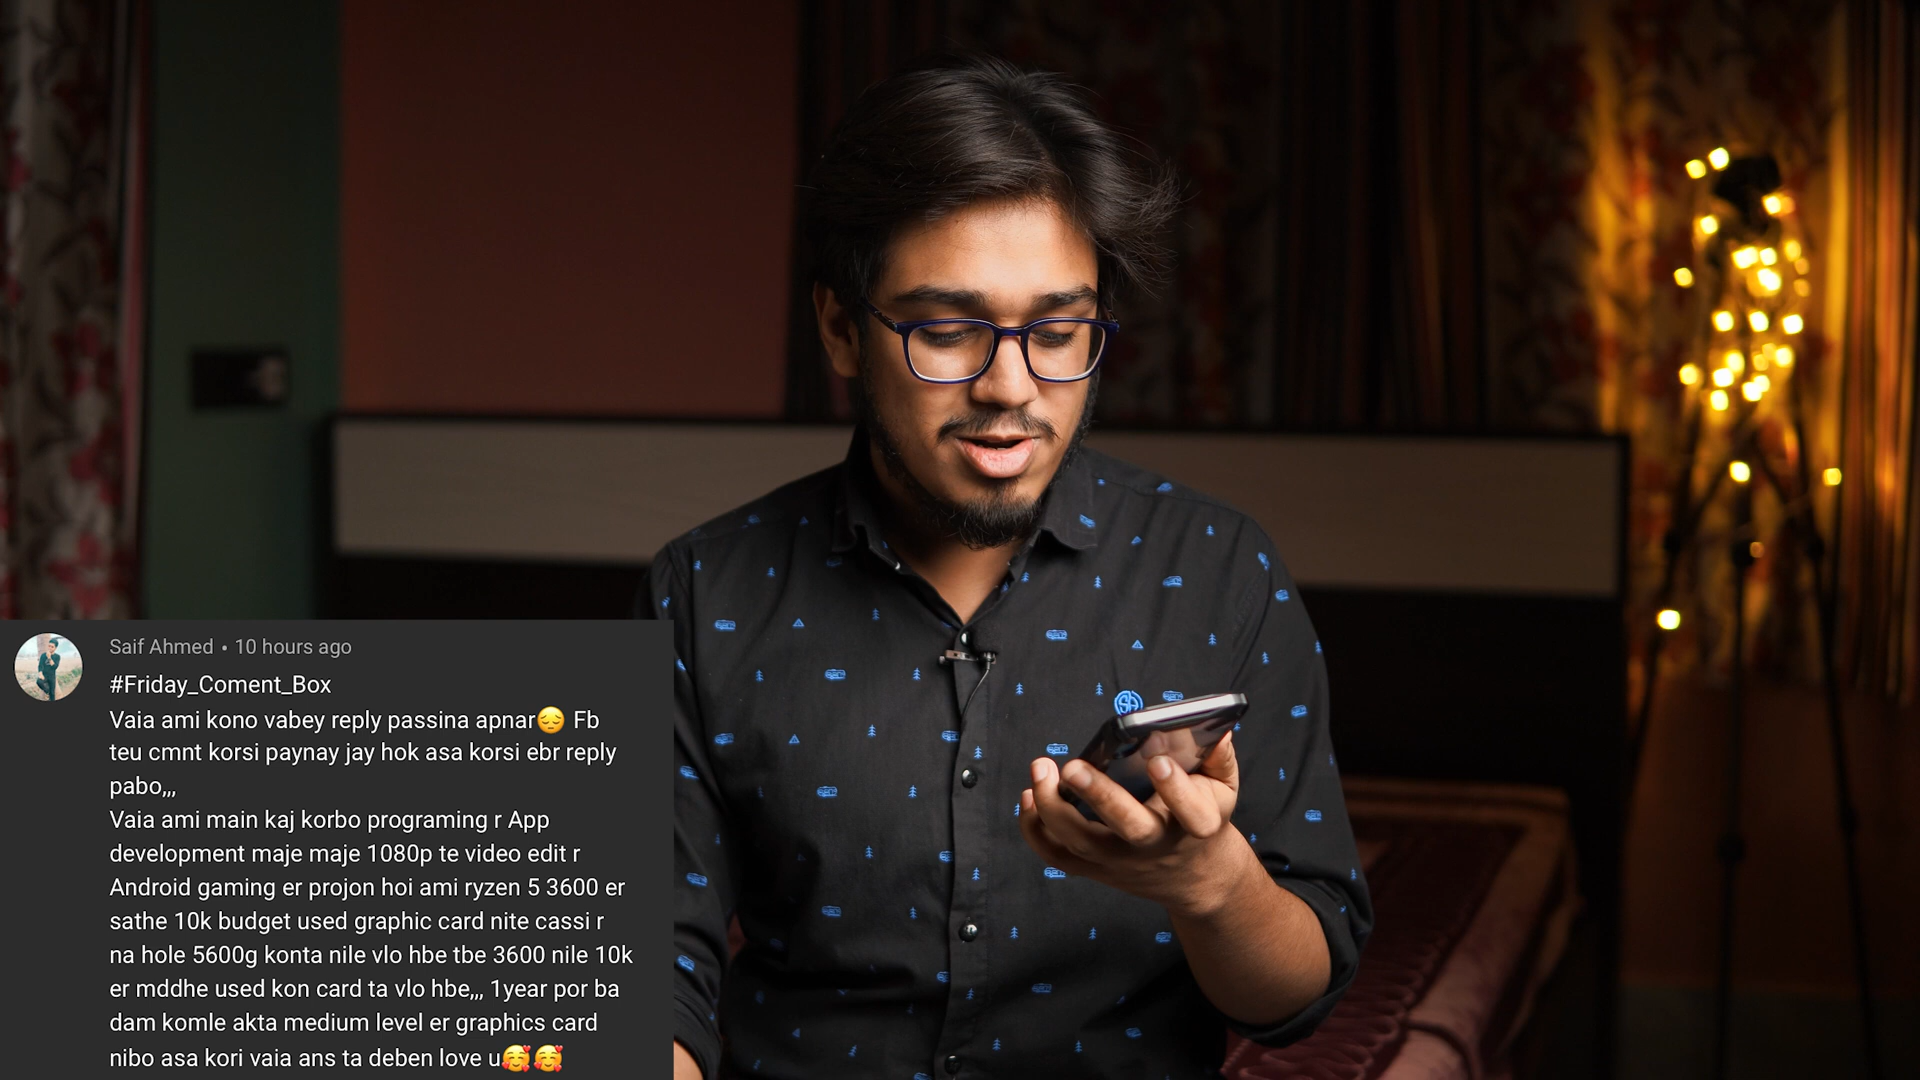 Saif Ahmed • 10 hours ago
#Friday_Coment_Box
Vaia ami kono vabey reply passina apnar😔 Fb
teu cmnt korsi paynay jay hok asa korsi ebr reply
pabo,,,
Vaia ami main kaj korbo programing r App
development maje maje 1080p te video edit r
Android gaming er projon hoi ami ryzen 5 3600 er
sathe 10k budget used graphic card nite cassi r
na hole 5600g konta nile vlo hbe tbe 3600 nile 10k
er mddhe used kon card ta vlo hbe,,, 1year por ba
dam komle akta medium level er graphics card
nibo asa kori vaia ans ta deben love u🥰🥰